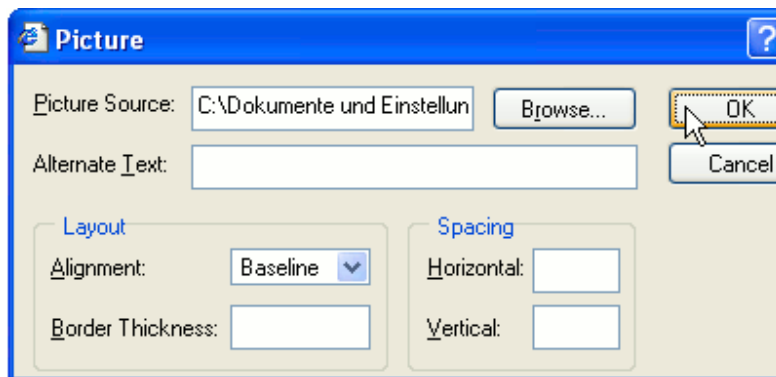 Picture
?
Picture Source: C:\Dokumente und Einstellun Browse... OK
Alternate Text: Cancel
Layout Spacing
Alignment: Baseline Horizontal:
Border Thickness: Vertical: